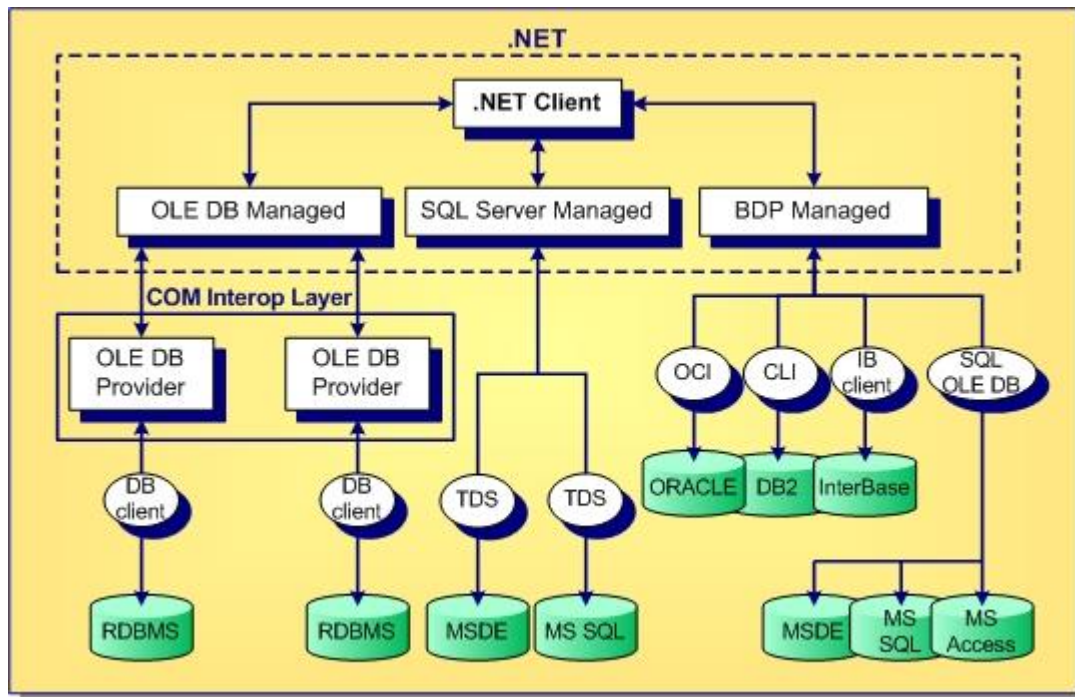 .NET
.NET Client
OLE DB Managed
SQL Server Managed
BDP Managed
COM Interop Layer
OLE DB
Provider
OLE DB
Provider
OCI
CLI
IB
client
SQL
OLE DB
ORACLE
DB2
InterBase
DB
client
DB
client
TDS
TDS
RDBMS
RDBMS
MSDE
MS SQL
MSDE
MS
SQL
MS
Access